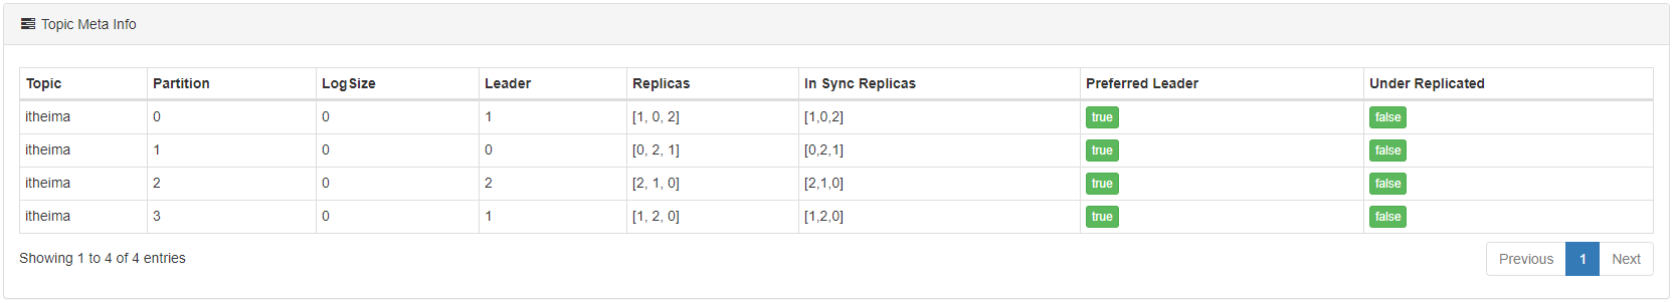 Topic Meta Info
Topic Partition LogSize Leader Replicas In Sync Replicas Preferred Leader Under Replicated
itheima 0 0 1 [1, 0, 2] [1,0,2] true false
itheima 1 0 0 [0, 2, 1] [0,2,1] true false
itheima 2 0 2 [2, 1, 0] [2,1,0] true false
itheima 3 0 1 [1, 2, 0] [1,2,0] true false
Showing 1 to 4 of 4 entries Previous 1 Next